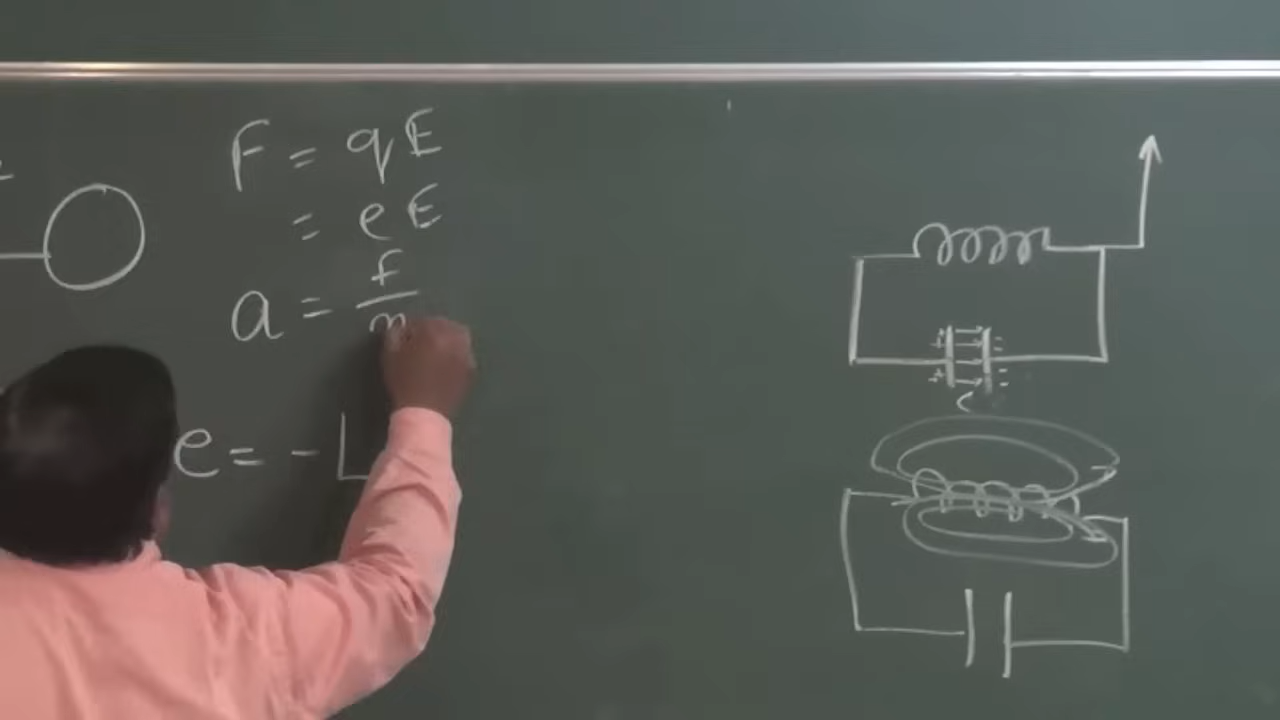 F = qE
= eE
a = f/m
e = - L
+ -
+ -